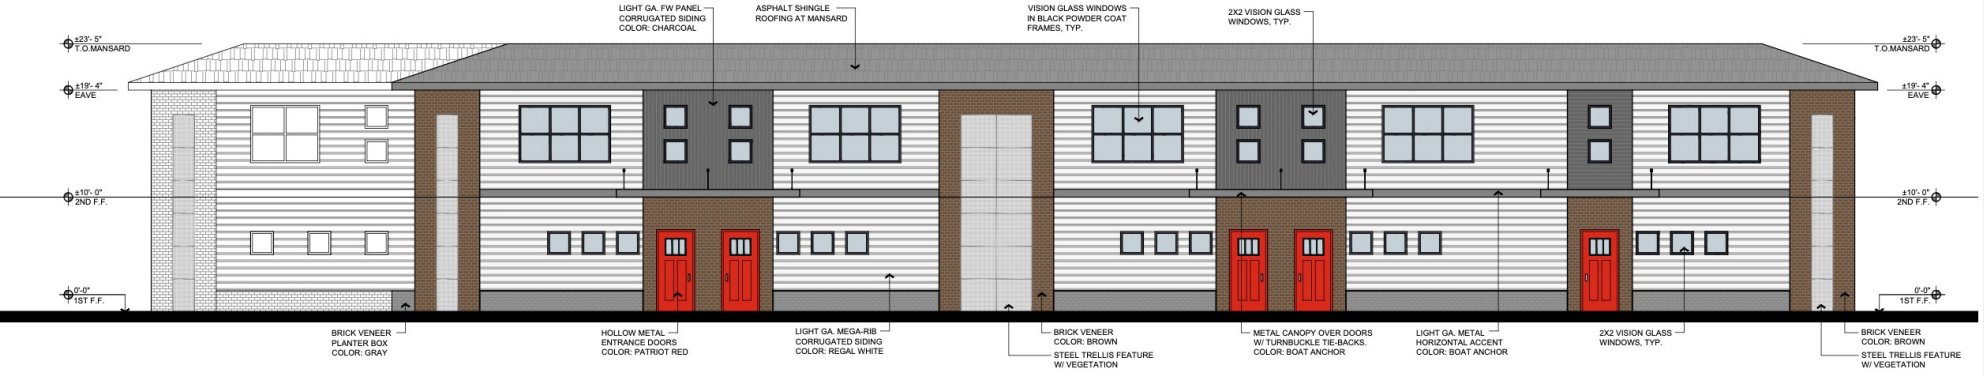 LIGHT GA. FW PANEL
CORRUGATED SIDING
COLOR: CHARCOAL
ASPHALT SHINGLE
ROOFING AT MANSARD
VISION GLASS WINDOWS
IN BLACK POWDER COAT
FRAMES, TYP.
2X2 VISION GLASS
WINDOWS, TYP.
±23'- 5"
T.O.MANSARD
±23'- 5"
T.O.MANSARD
±19'- 4"
EAVE
±19'- 4"
EAVE
±10'- 0"
2ND F.F.
±10'- 0"
2ND F.F.
0'-0"
1ST F.F.
0'-0"
1ST F.F.
BRICK VENEER
PLANTER BOX
COLOR: GRAY
HOLLOW METAL
ENTRANCE DOORS
COLOR: PATRIOT RED
LIGHT GA. MEGA-RIB
CORRUGATED SIDING
COLOR: REGAL WHITE
BRICK VENEER
COLOR: BROWN
STEEL TRELLIS FEATURE
W/ VEGETATION
METAL CANOPY OVER DOORS
W/ TURNBUCKLE TIE-BACKS.
COLOR: BOAT ANCHOR
LIGHT GA. METAL
HORIZONTAL ACCENT
COLOR: BOAT ANCHOR
2X2 VISION GLASS
WINDOWS, TYP.
BRICK VENEER
COLOR: BROWN
STEEL TRELLIS FEATURE
W/ VEGETATION